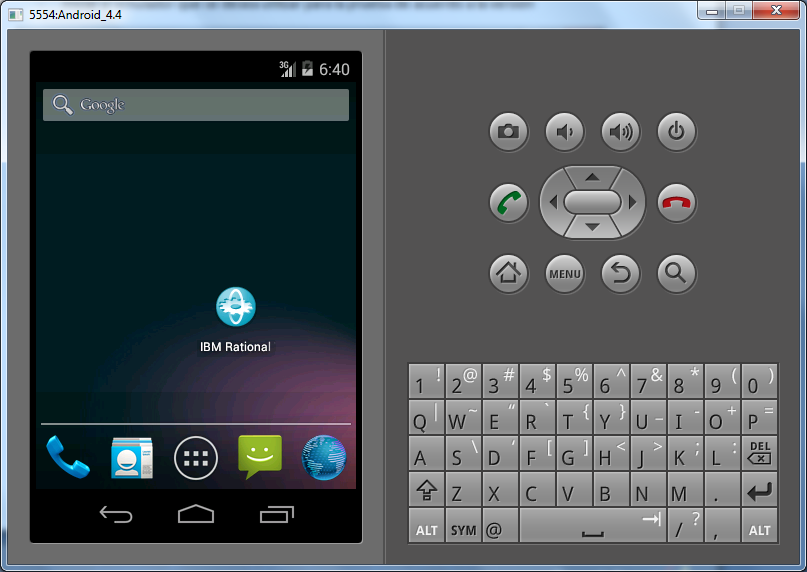 5554:Android_4.4
3G 6:40
Google
IBM Rational
MENU
1 ! 2 @ 3 # 4 $ 5 % 6 ^ 7 & 8 * 9 ( 0 )
Q | W ~ E “ R ` T { Y } U _ I - O + P =
A S \ D ‘ F [ G ] H < J > K ; L : DEL
Z X C V B N M .
ALT SYM @ / ? , ALT